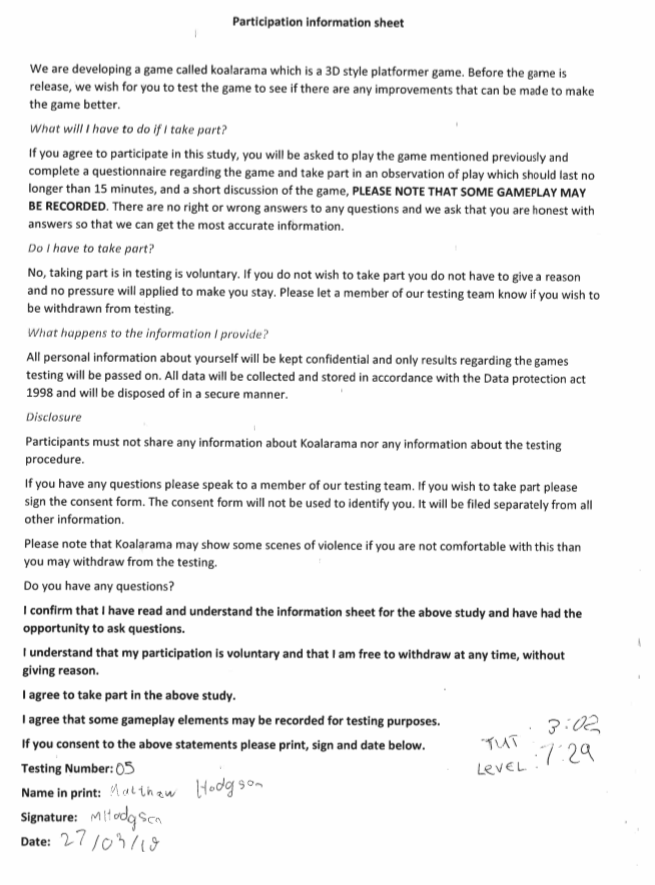 Participation information sheet
We are developing a game called koalarama which is a 3D style platformer game. Before the game is
release, we wish for you to test the game to see if there are any improvements that can be made to make
the game better.
What will I have to do if I take part?
If you agree to participate in this study, you will be asked to play the game mentioned previously and
complete a questionnaire regarding the game and take part in an observation of play which should last no
longer than 15 minutes, and a short discussion of the game, PLEASE NOTE THAT SOME GAMEPLAY MAY
BE RECORDED. There are no right or wrong answers to any questions and we ask that you are honest with
answers so that we can get the most accurate information.
Do I have to take part?
No, taking part is in testing is voluntary. If you do not wish to take part you do not have to give a reason
and no pressure will applied to make you stay. Please let a member of our testing team know if you wish to
be withdrawn from testing.
What happens to the information I provide?
All personal information about yourself will be kept confidential and only results regarding the games
testing will be passed on. All data will be collected and stored in accordance with the Data protection act
1998 and will be disposed of in a secure manner.
Disclosure
Participants must not share any information about Koalarama nor any information about the testing
procedure.
If you have any questions please speak to a member of our testing team. If you wish to take part please
sign the consent form. The consent form will not be used to identify you. It will be filed separately from all
other information.
Please note that Koalarama may show some scenes of violence if you are not comfortable with this than
you may withdraw from the testing.
Do you have any questions?
I confirm that I have read and understand the information sheet for the above study and have had the
opportunity to ask questions.
I understand that my participation is voluntary and that I am free to withdraw at any time, without
giving reason.
I agree to take part in the above study.
I agree that some gameplay elements may be recorded for testing purposes.
If you consent to the above statements please print, sign and date below.
TUT : 3:02
LEVEL : 7:29
Testing Number: 05
Name in print: Matthew Hodgson
Signature: MHodgson
Date: 27/03/18